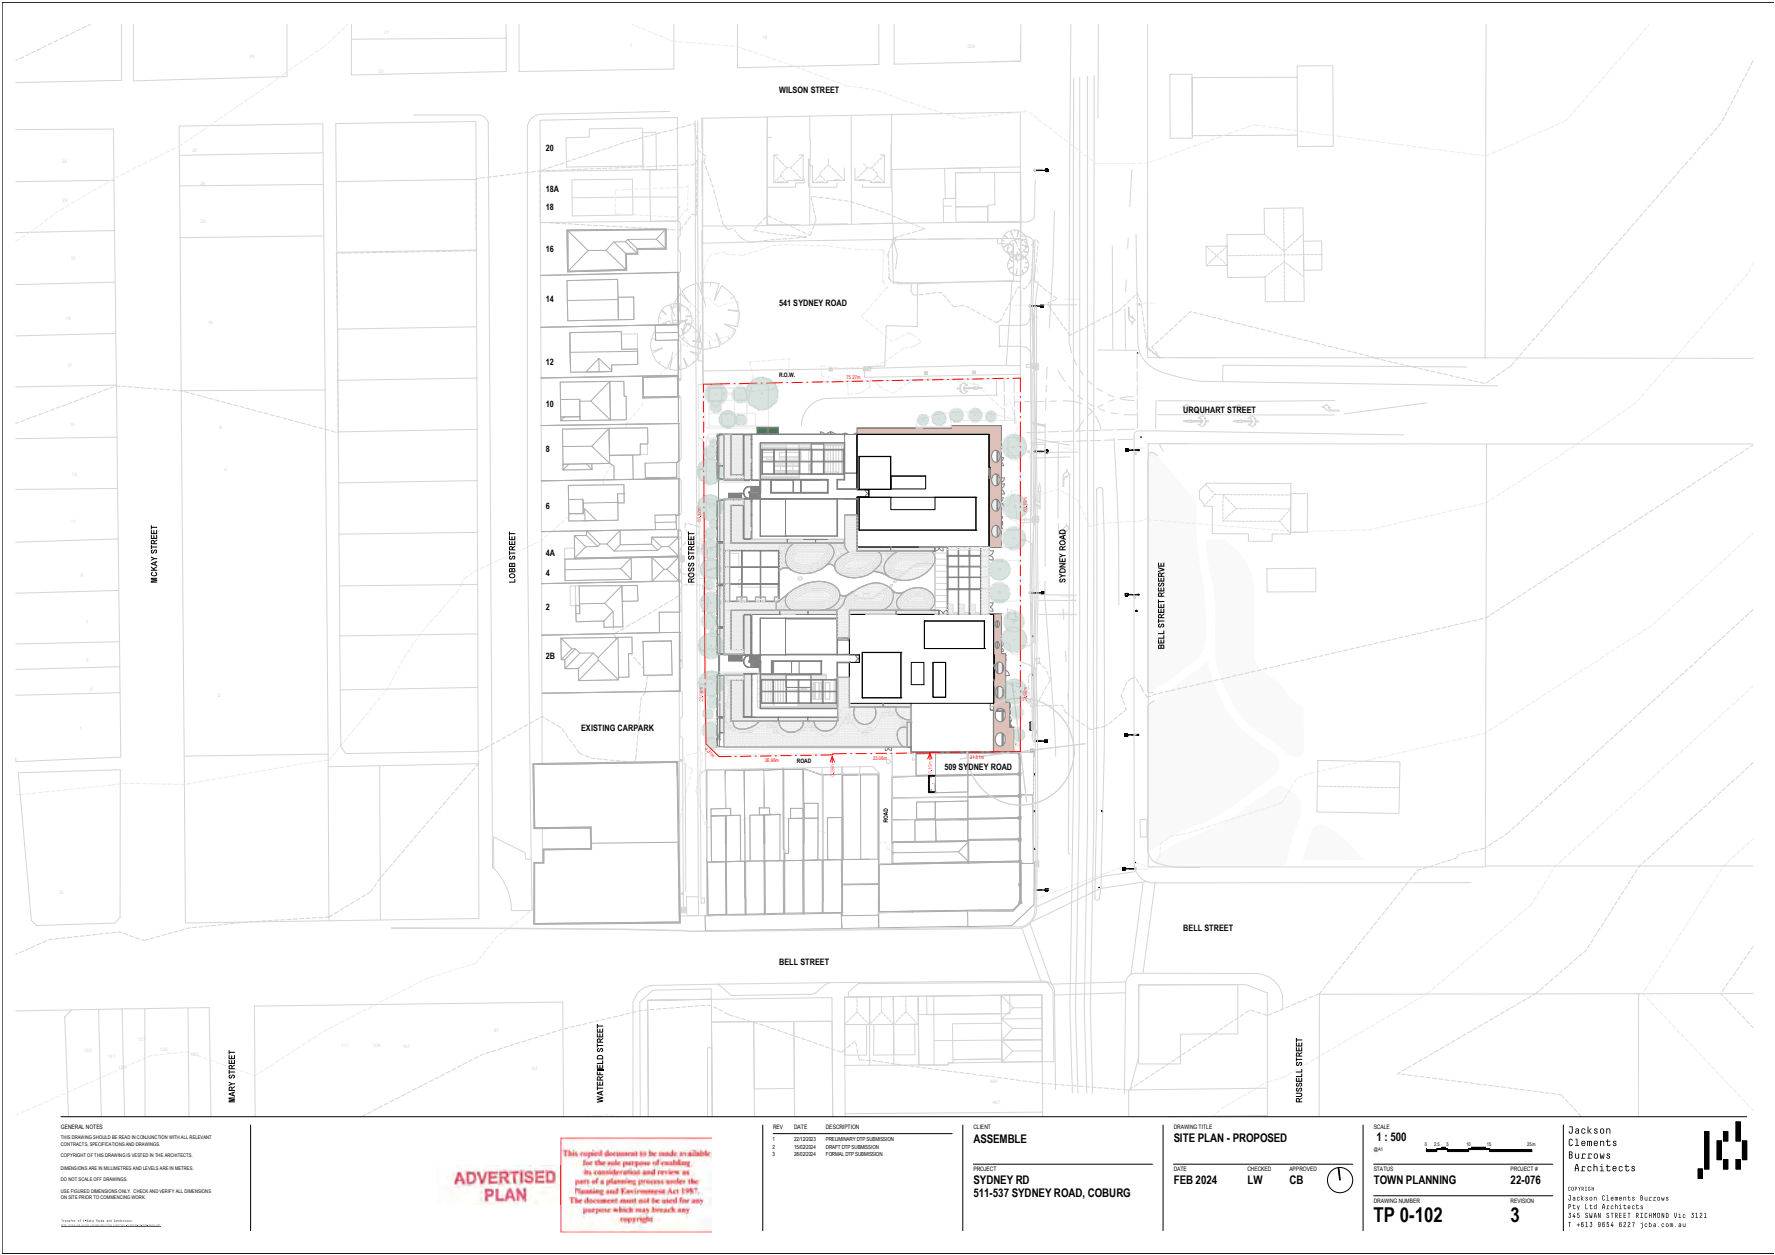 WILSON STREET
20
18A
18
16
14
12
10
8
6
4A
4
2
2B
541 SYDNEY ROAD
R.O.W.
75.27m
URQUHART STREET
MCKAY STREET
LOBB STREET
ROSS STREET
SYDNEY ROAD
BELL STREET RESERVE
EXISTING CARPARK
ROAD
509 SYDNEY ROAD
ROAD
BELL STREET
BELL STREET
MARY STREET
WATERFIELD STREET
RUSSELL STREET
GENERAL NOTES
THIS DRAWING SHOULD BE READ IN CONJUNCTION WITH ALL RELEVANT
CONTRACTS, SPECIFICATIONS AND DRAWINGS.
COPYRIGHT OF THIS DRAWING IS VESTED IN THE ARCHITECTS.
DIMENSIONS ARE IN MILLIMETRES AND LEVELS ARE IN METRES.
DO NOT SCALE OFF DRAWINGS.
USE FIGURED DIMENSIONS ONLY. CHECK AND VERIFY ALL DIMENSIONS
ON SITE PRIOR TO COMMENCING WORK.
ADVERTISED
PLAN
This copied document to be made available
for the sole purpose of enabling
its consideration and review as
part of a planning process under the
Planning and Environment Act 1987.
The document must not be used for any
purpose which may breach any
copyright
REV DATE DESCRIPTION
1 22/12/2023 PRELIMINARY DTP SUBMISSION
2 15/02/2024 DRAFT DTP SUBMISSION
3 28/02/2024 FORMAL DTP SUBMISSION
CLIENT
ASSEMBLE
PROJECT
SYDNEY RD
511-537 SYDNEY ROAD, COBURG
DRAWING TITLE
SITE PLAN - PROPOSED
DATE CHECKED APPROVED
FEB 2024 LW CB
SCALE
1 : 500
@A1
0 2.5 5 10 15 25m
STATUS PROJECT #
TOWN PLANNING 22-076
DRAWING NUMBER REVISION
TP 0-102 3
Jackson
Clements
Burrows
Architects
COPYRIGH
Jackson Clements Burrows
Pty Ltd Architects
345 SWAN STREET RICHMOND Vic 3121
T +613 9654 6227 jcba.com.au